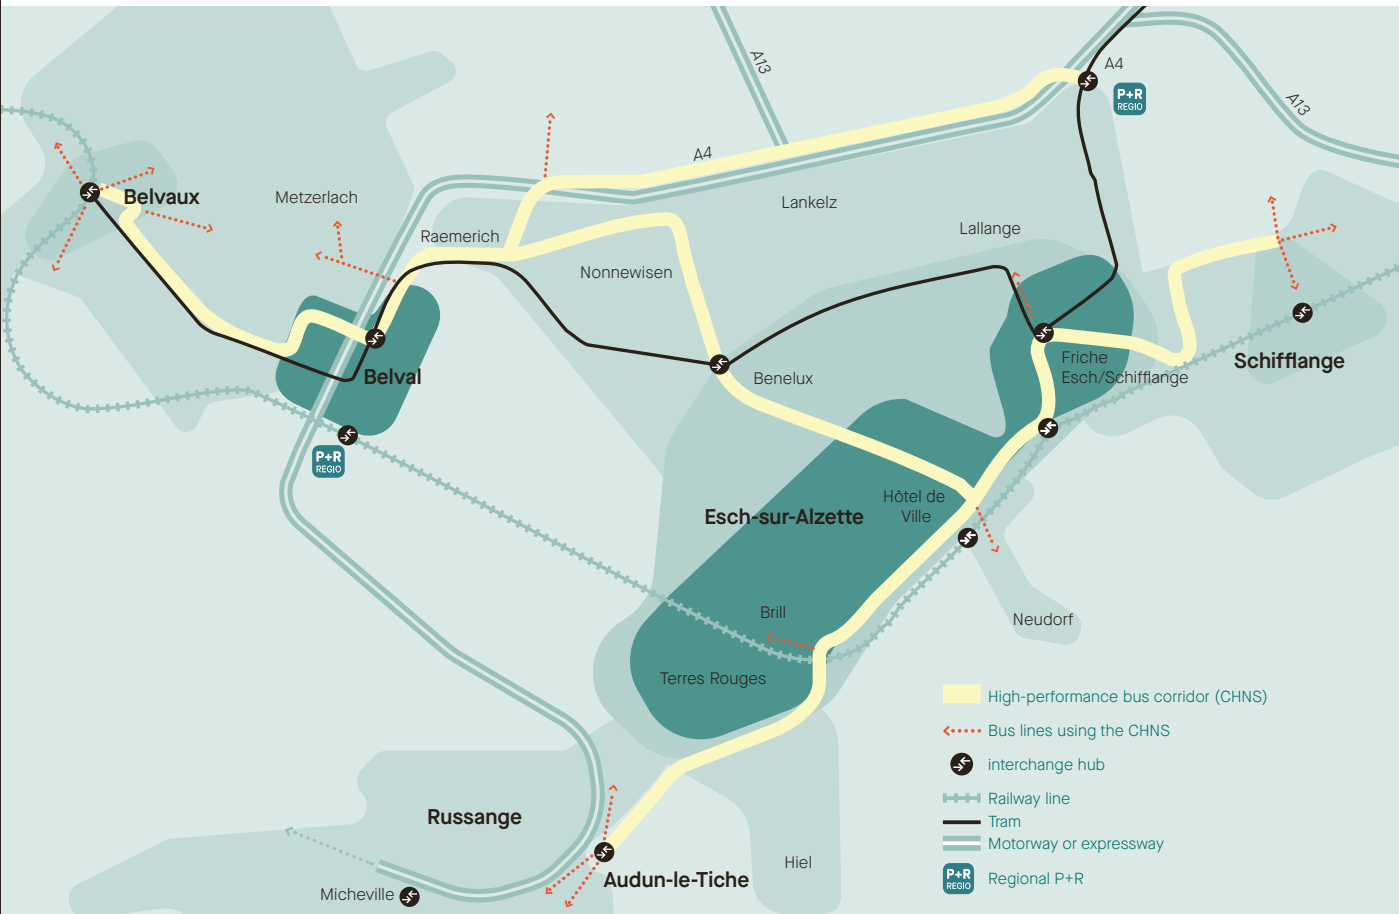 A13
A4
P+R
REGIO
A13
A4
Belvaux
Metzerlach
Lankelz
Raemerich
Lallange
Nonnewisen
Friche
Esch/Schifflange
Schifflange
Belval
Benelux
P+R
REGIO
Hôtel de
Ville
Esch-sur-Alzette
Brill
Neudorf
Terres Rouges
High-performance bus corridor (CHNS)
Bus lines using the CHNS
interchange hub
Railway line
Tram
Motorway or expressway
P+R
REGIO
Regional P+R
Russange
Hiel
Audun-le-Tiche
Micheville